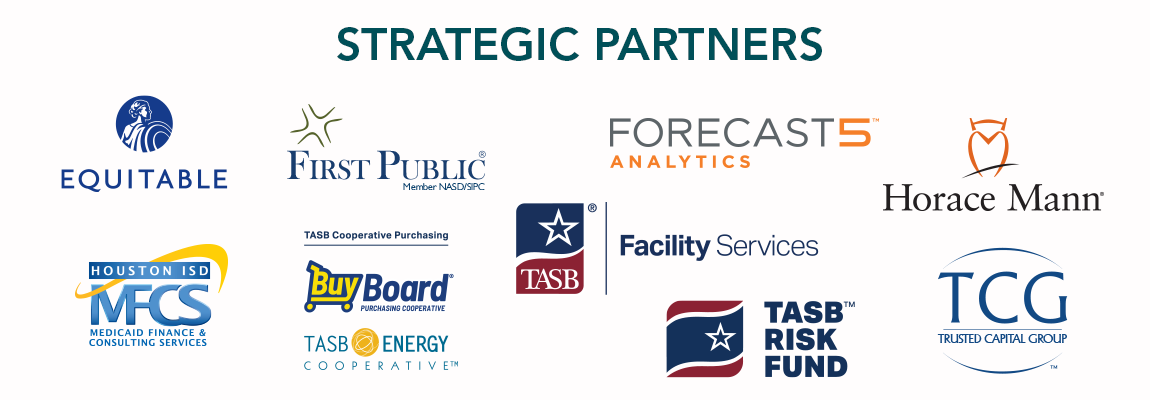 STRATEGIC PARTNERS
EQUITABLE
FIRST PUBLIC®
Member NASD/SIPC
FORECAST5™
ANALYTICS
Horace Mann®
HOUSTON ISD
MFCS
MEDICAID FINANCE &
CONSULTING SERVICES
TASB Cooperative Purchasing
BuyBoard®
PURCHASING COOPERATIVE
TASB ENERGY
COOPERATIVE™
TASB ®
Facility Services
TASB™
RISK
FUND
TCG
TRUSTED CAPITAL GROUP
™